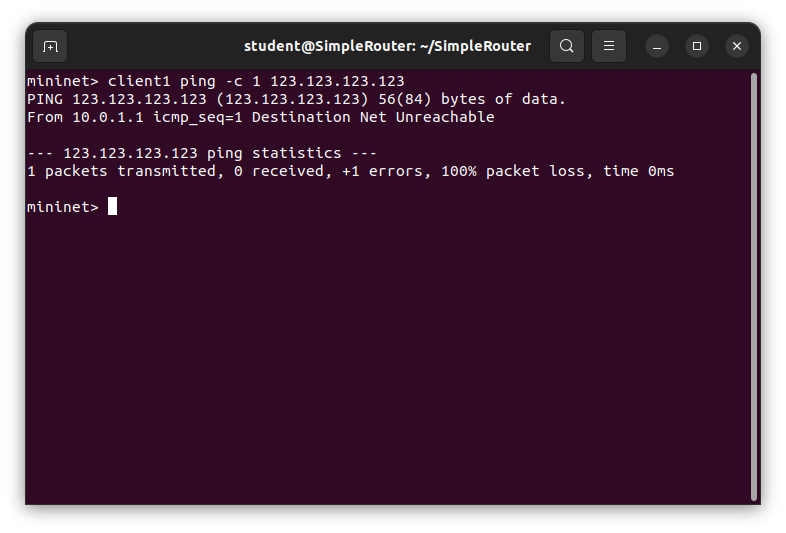 student@SimpleRouter: ~/SimpleRouter
mininet> client1 ping -c 1 123.123.123.123
PING 123.123.123.123 (123.123.123.123) 56(84) bytes of data.
From 10.0.1.1 icmp_seq=1 Destination Net Unreachable
--- 123.123.123.123 ping statistics ---
1 packets transmitted, 0 received, +1 errors, 100% packet loss, time 0ms
mininet>